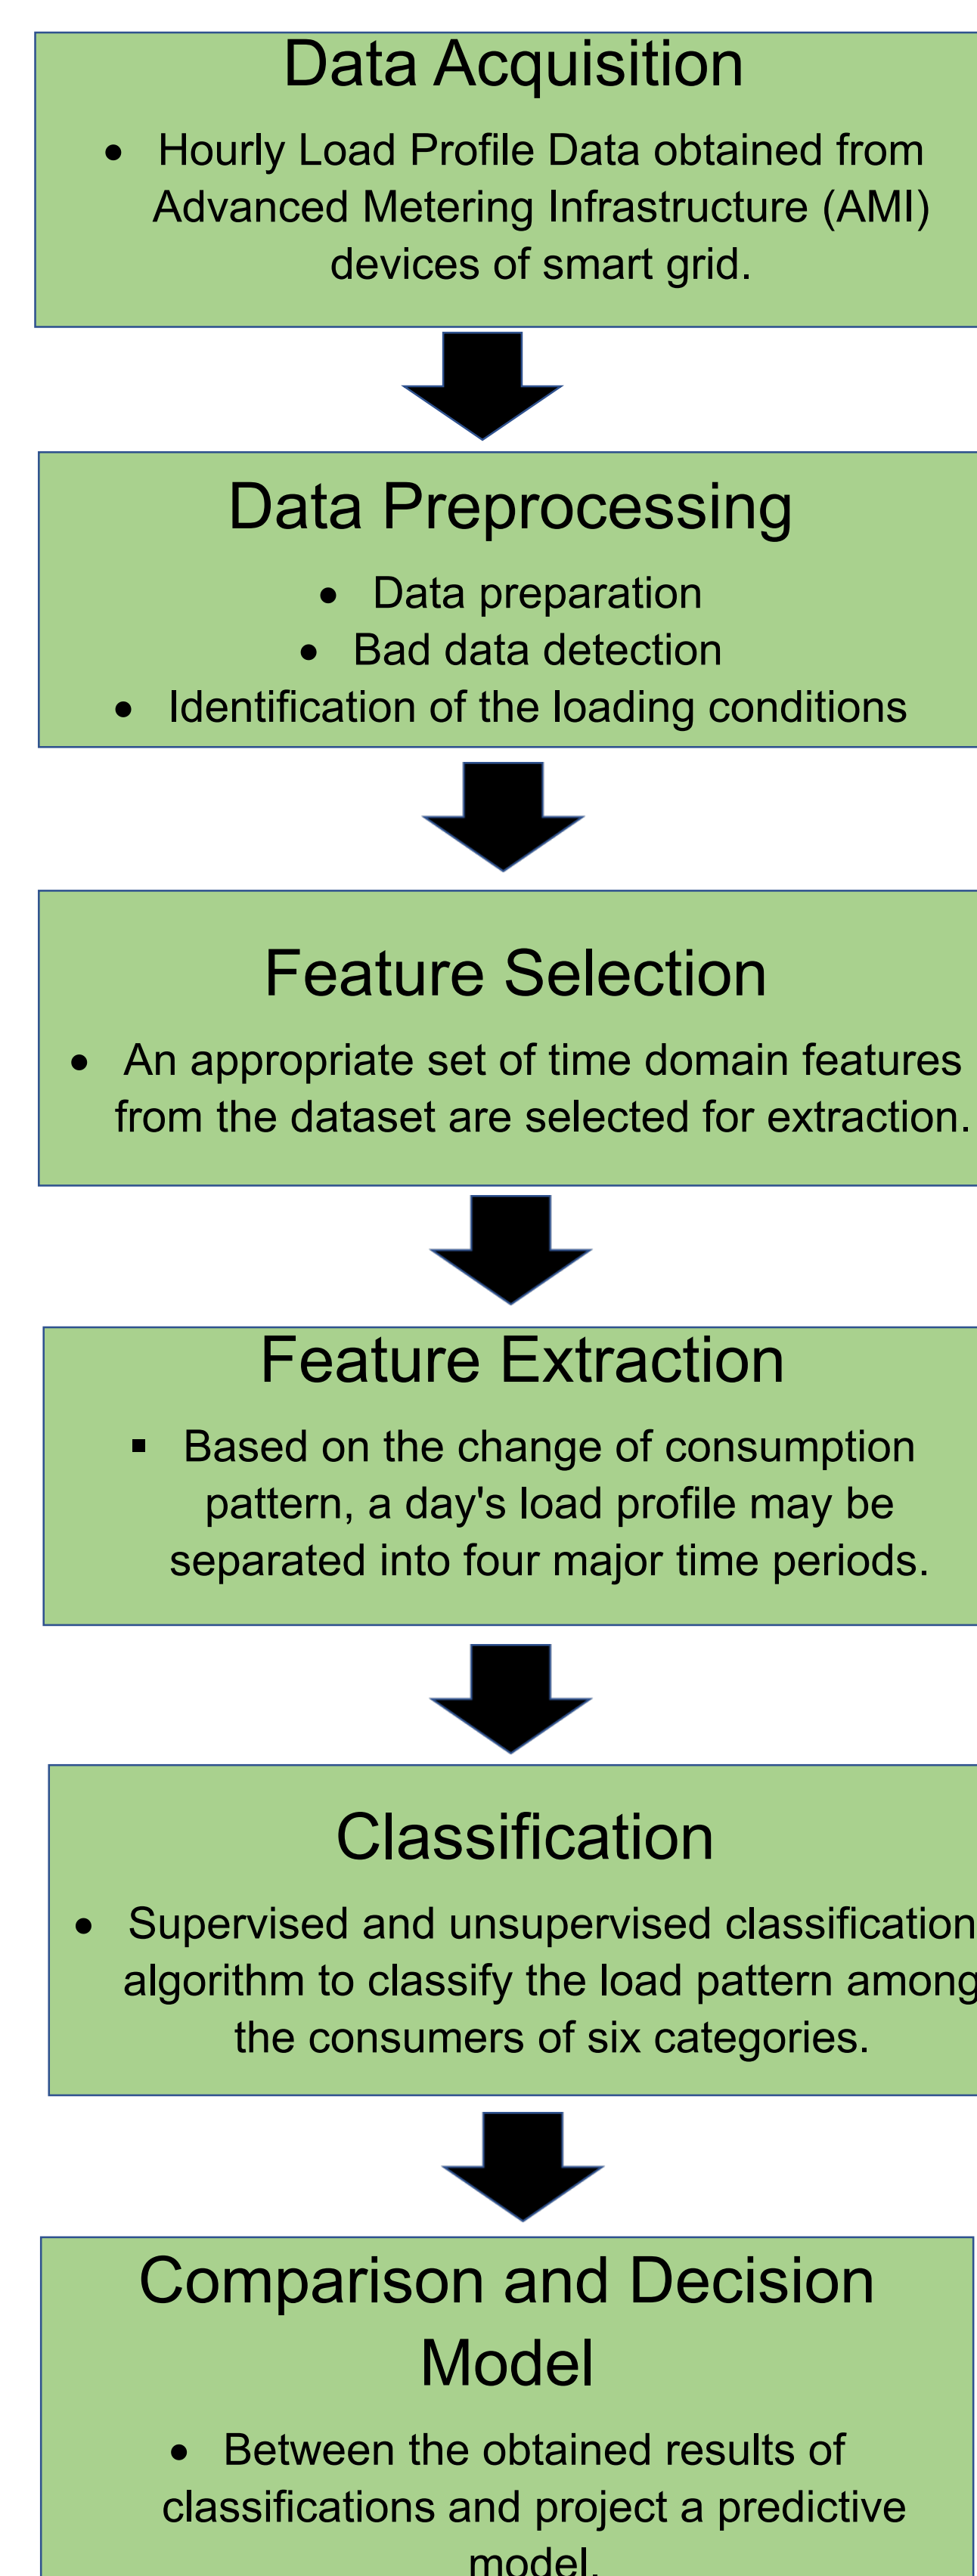 Data Acquisition
• Hourly Load Profile Data obtained from
Advanced Metering Infrastructure (AMI)
devices of smart grid.
Data Preprocessing
• Data preparation
• Bad data detection
• Identification of the loading conditions
Feature Selection
• An appropriate set of time domain features
from the dataset are selected for extraction.
Feature Extraction
▪ Based on the change of consumption
pattern, a day's load profile may be
separated into four major time periods.
Classification
• Supervised and unsupervised classification
algorithm to classify the load pattern among
the consumers of six categories.
Comparison and Decision
Model
• Between the obtained results of
classifications and project a predictive
model.